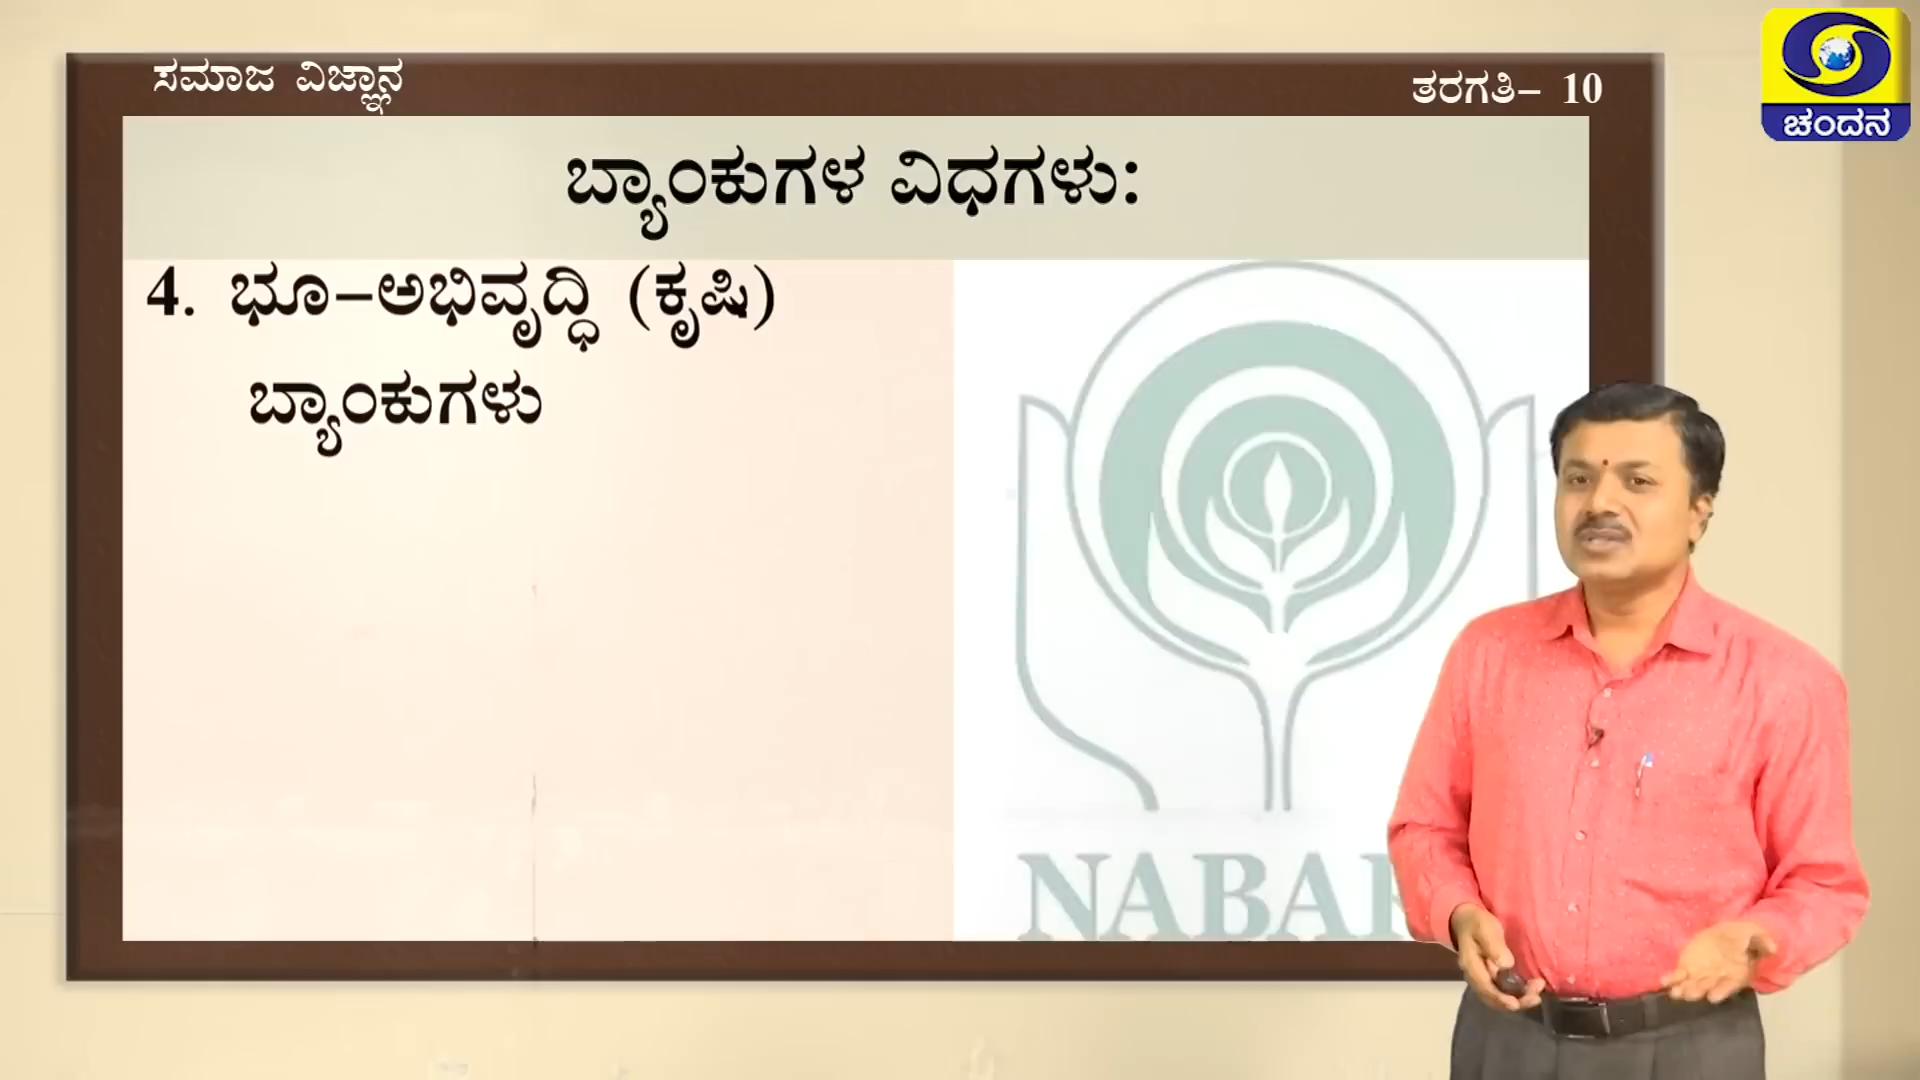 ಸಮಾಜ ವಿಜ್ಞಾನ
ತರಗತಿ– 10
ಚಂದನ
ಬ್ಯಾಂಕುಗಳ ವಿಧಗಳು:
4. ಭೂ–ಅಭಿವೃದ್ಧಿ (ಕೃಷಿ)
ಬ್ಯಾಂಕುಗಳು